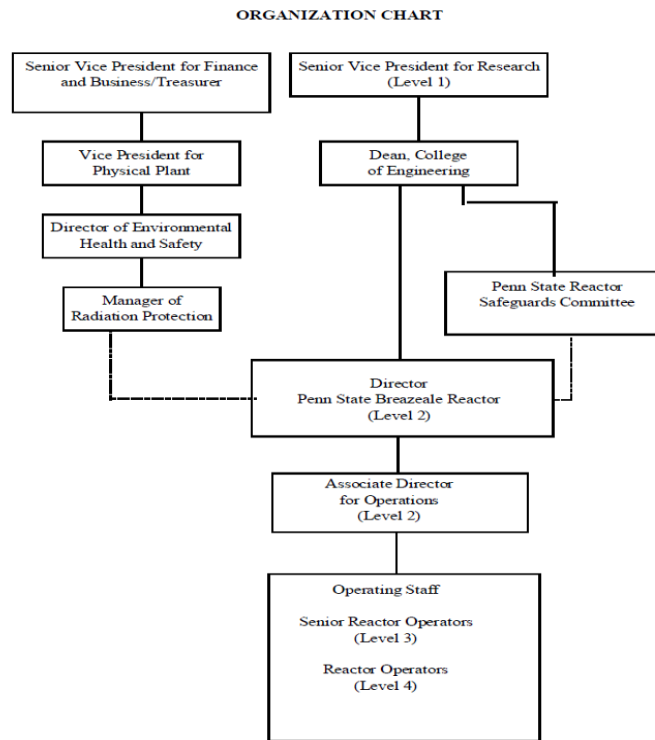 ORGANIZATION CHART
Senior Vice President for Finance
and Business/Treasurer
Senior Vice President for Research
(Level 1)
Vice President for
Physical Plant
Dean, College
of Engineering
Director of Environmental
Health and Safety
Manager of
Radiation Protection
Penn State Reactor
Safeguards Committee
Director
Penn State Breazeale Reactor
(Level 2)
Associate Director
for Operations
(Level 2)
Operating Staff
Senior Reactor Operators
(Level 3)
Reactor Operators
(Level 4)